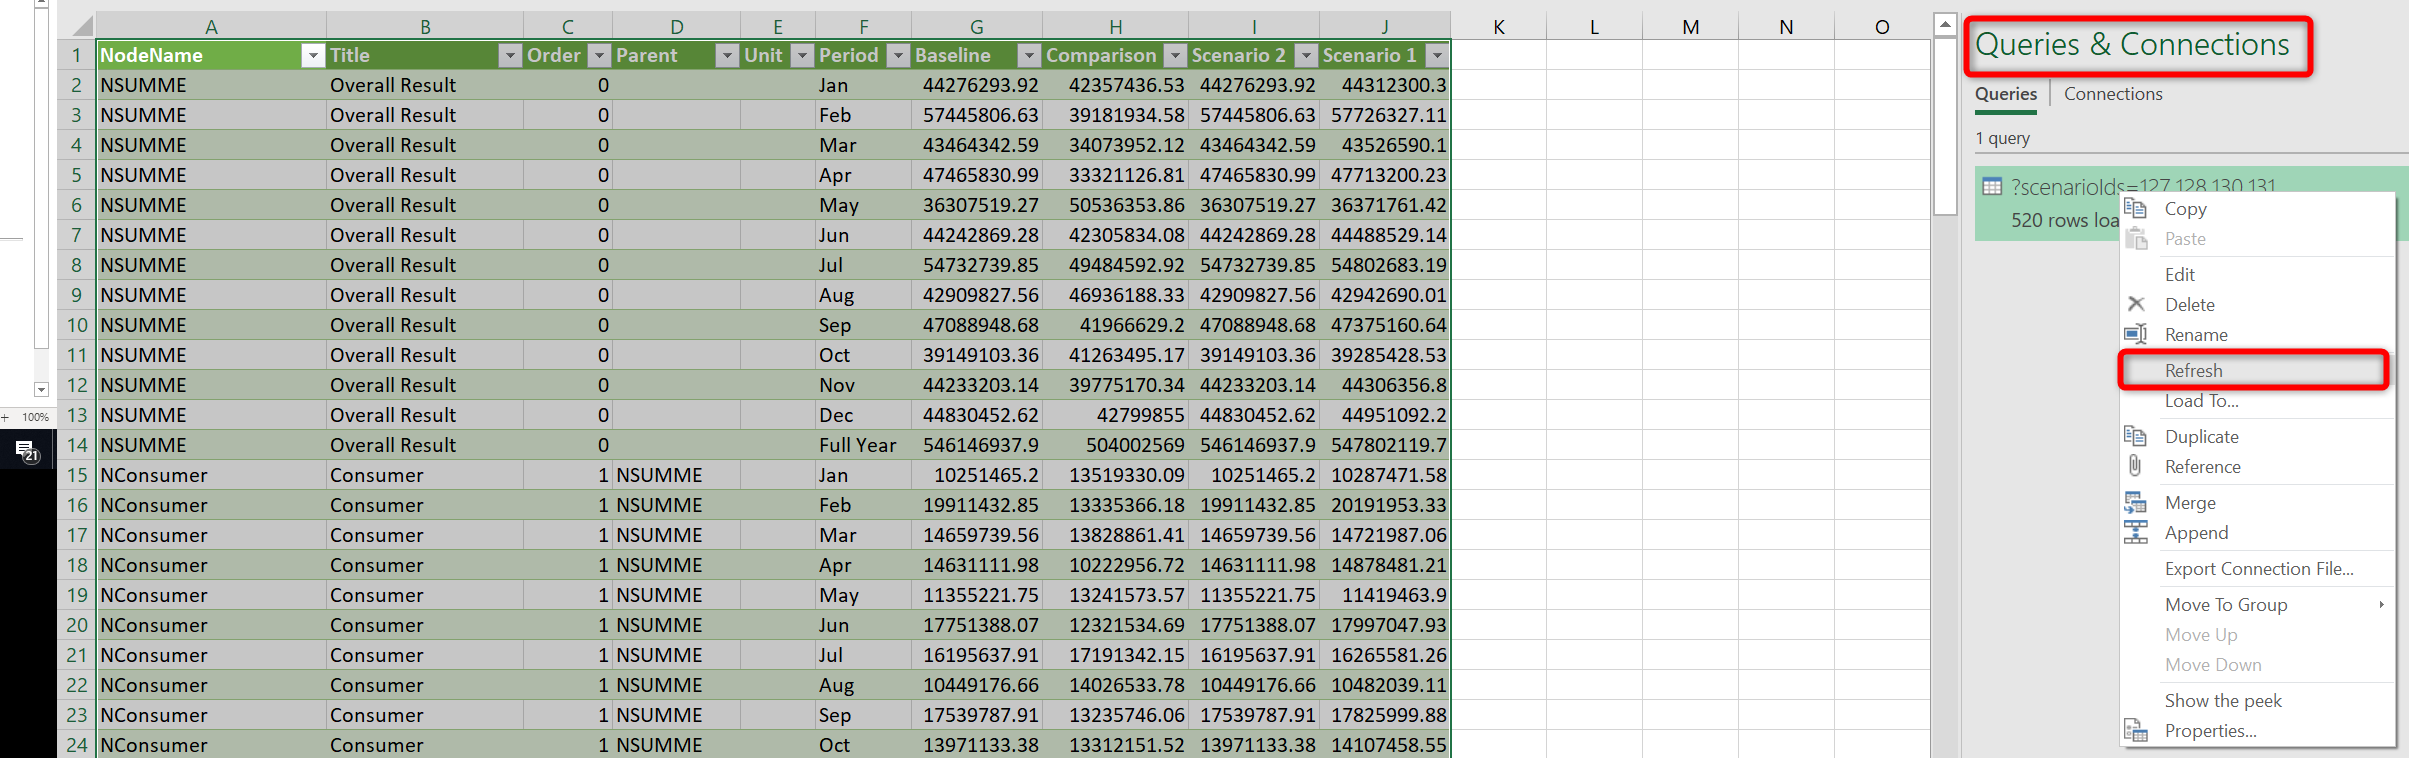 A B C D E F G H I J K L M N O
1 NodeName Title Order Parent Unit Period Baseline Comparison Scenario 2 Scenario 1
2 NSUMME Overall Result 0 Jan 44276293.92 42357436.53 44276293.92 44312300.3
3 NSUMME Overall Result 0 Feb 57445806.63 39181934.58 57445806.63 57726327.11
4 NSUMME Overall Result 0 Mar 43464342.59 34073952.12 43464342.59 43526590.1
5 NSUMME Overall Result 0 Apr 47465830.99 33321126.81 47465830.99 47713200.23
6 NSUMME Overall Result 0 May 36307519.27 50536353.86 36307519.27 36371761.42
7 NSUMME Overall Result 0 Jun 44242869.28 42305834.08 44242869.28 44488529.14
8 NSUMME Overall Result 0 Jul 54732739.85 49484592.92 54732739.85 54802683.19
9 NSUMME Overall Result 0 Aug 42909827.56 46936188.33 42909827.56 42942690.01
10 NSUMME Overall Result 0 Sep 47088948.68 41966629.2 47088948.68 47375160.64
11 NSUMME Overall Result 0 Oct 39149103.36 41263495.17 39149103.36 39285428.53
12 NSUMME Overall Result 0 Nov 44233203.14 39775170.34 44233203.14 44306356.8
13 NSUMME Overall Result 0 Dec 44830452.62 42799855 44830452.62 44951092.2
14 NSUMME Overall Result 0 Full Year 546146937.9 504002569 546146937.9 547802119.7
15 NConsumer Consumer 1 NSUMME Jan 10251465.2 13519330.09 10251465.2 10287471.58
16 NConsumer Consumer 1 NSUMME Feb 19911432.85 13335366.18 19911432.85 20191953.33
17 NConsumer Consumer 1 NSUMME Mar 14659739.56 13828861.41 14659739.56 14721987.06
18 NConsumer Consumer 1 NSUMME Apr 14631111.98 10222956.72 14631111.98 14878481.21
19 NConsumer Consumer 1 NSUMME May 11355221.75 13241573.57 11355221.75 11419463.9
20 NConsumer Consumer 1 NSUMME Jun 17751388.07 12321534.69 17751388.07 17997047.93
21 NConsumer Consumer 1 NSUMME Jul 16195637.91 17191342.15 16195637.91 16265581.26
22 NConsumer Consumer 1 NSUMME Aug 10449176.66 14026533.78 10449176.66 10482039.11
23 NConsumer Consumer 1 NSUMME Sep 17539787.91 13235746.06 17539787.91 17825999.88
24 NConsumer Consumer 1 NSUMME Oct 13971133.38 13312151.52 13971133.38 14107458.55
+ 100%
21
Queries & Connections
Queries Connections
1 query
?scenarioIds=127,128,130,131
520 rows loa
Copy
Paste
Edit
Delete
Rename
Refresh
Load To...
Duplicate
Reference
Merge
Append
Export Connection File...
Move To Group
Move Up
Move Down
Show the peek
Properties...